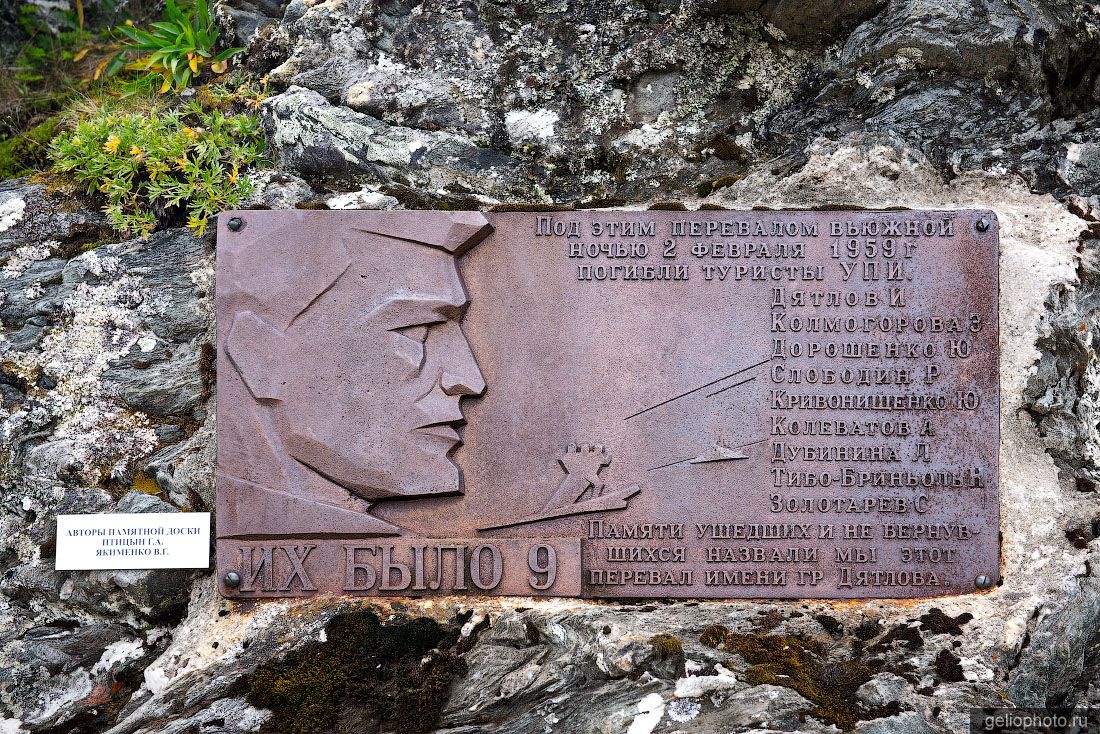 Под этим перевалом вьюжной
ночью 2 февраля 1959 г
погибли туристы УПИ.
Дятлов И
Колмогорова З
Дорошенко Ю
Слободин Р
Кривонищенко Ю
Колеватов А
Дубинина Л
Тибо-Бриньоль Н
Золотарев С
Памяти ушедших и не вернув-
шихся назвали мы этот
перевал имени гр Дятлова.
ИХ БЫЛО 9
АВТОРЫ ПАМЯТНОЙ ДОСКИ
ПТИЦЫН Г.А.
ЯКИМЕНКО В.Г.
geliophoto.ru